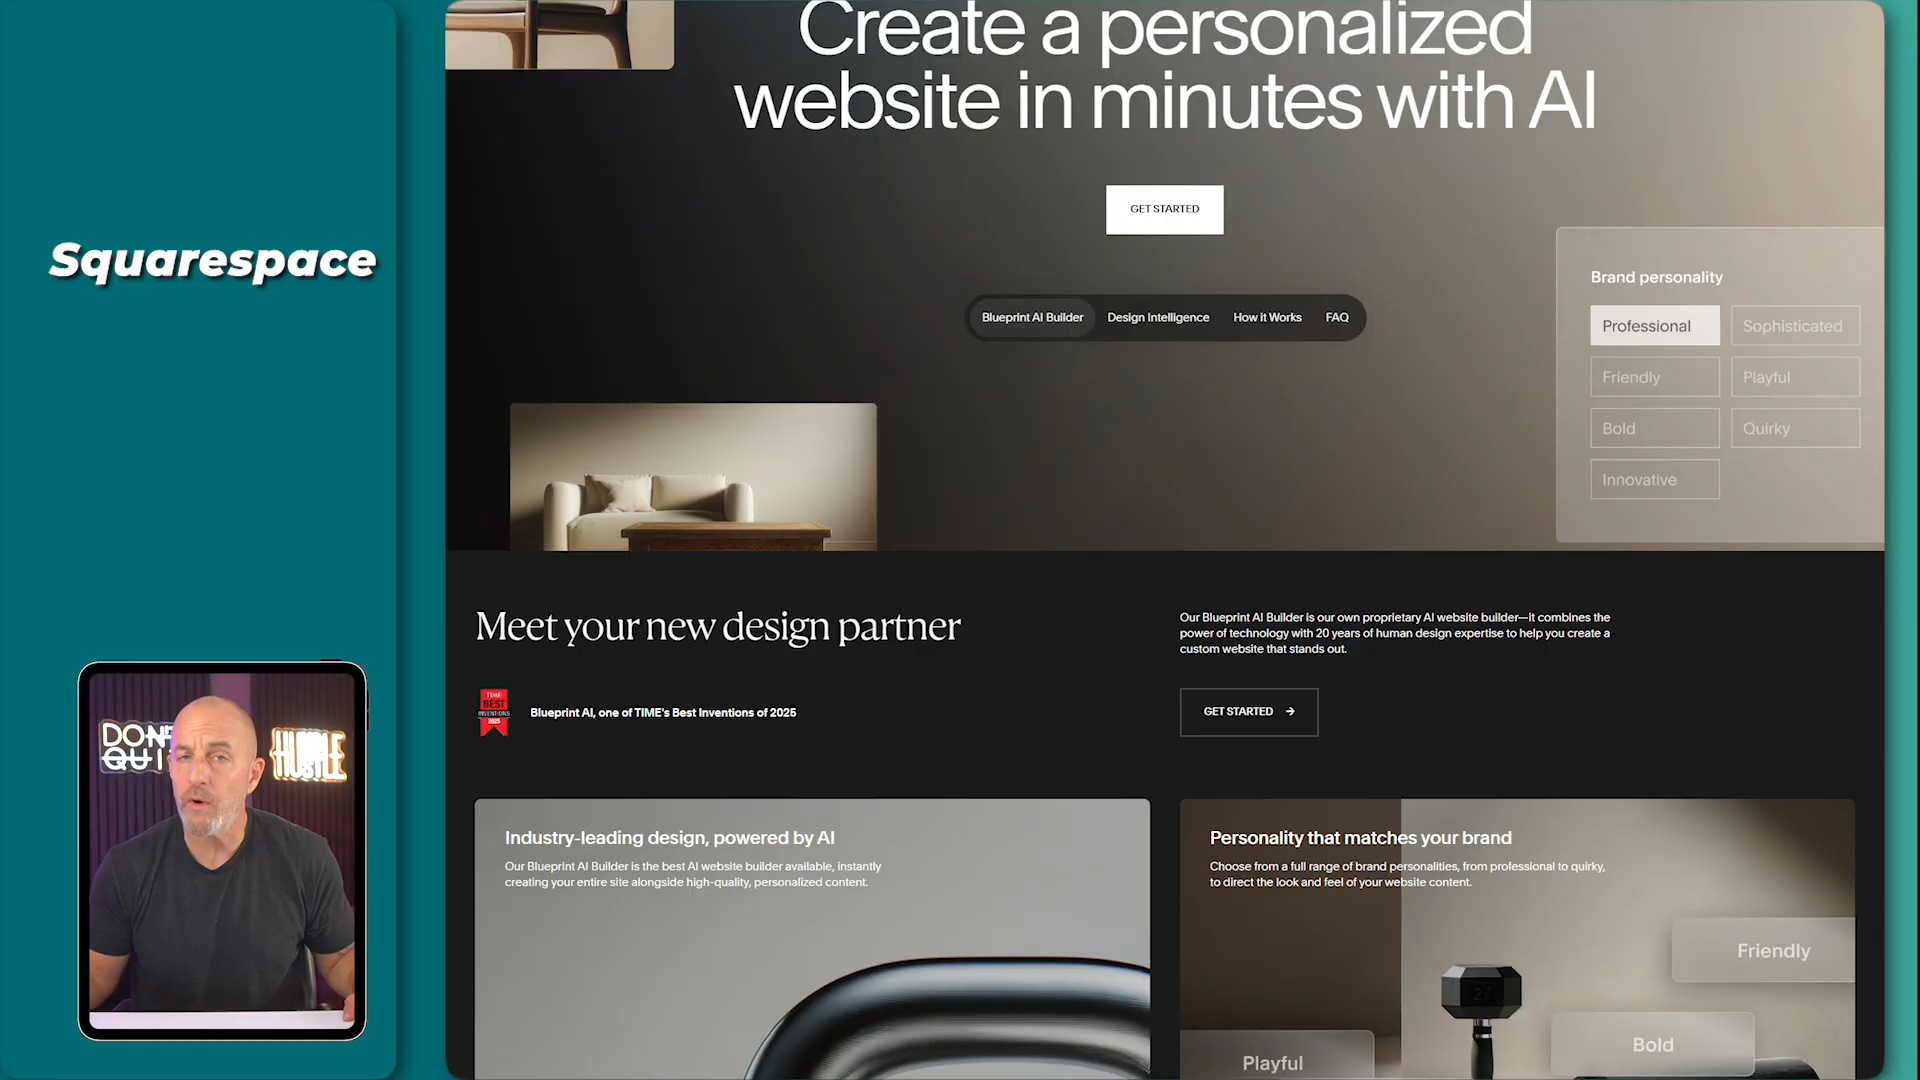 Squarespace
Create a personalized
website in minutes with AI
GET STARTED
Blueprint AI Builder
Design Intelligence
How it Works
FAQ
Brand personality
Professional
Sophisticated
Friendly
Playful
Bold
Quirky
Innovative
Meet your new design partner
TIME
BEST
INVENTIONS
2025
Blueprint AI, one of TIME's Best Inventions of 2025
Our Blueprint AI Builder is our own proprietary AI website builder—it combines the
power of technology with 20 years of human design expertise to help you create a
custom website that stands out.
GET STARTED →
Industry-leading design, powered by AI
Our Blueprint AI Builder is the best AI website builder available, instantly
creating your entire site alongside high-quality, personalized content.
Personality that matches your brand
Choose from a full range of brand personalities, from professional to quirky,
to direct the look and feel of your website content.
Friendly
Bold
Playful
DON'T
QUIT
HUSTLE